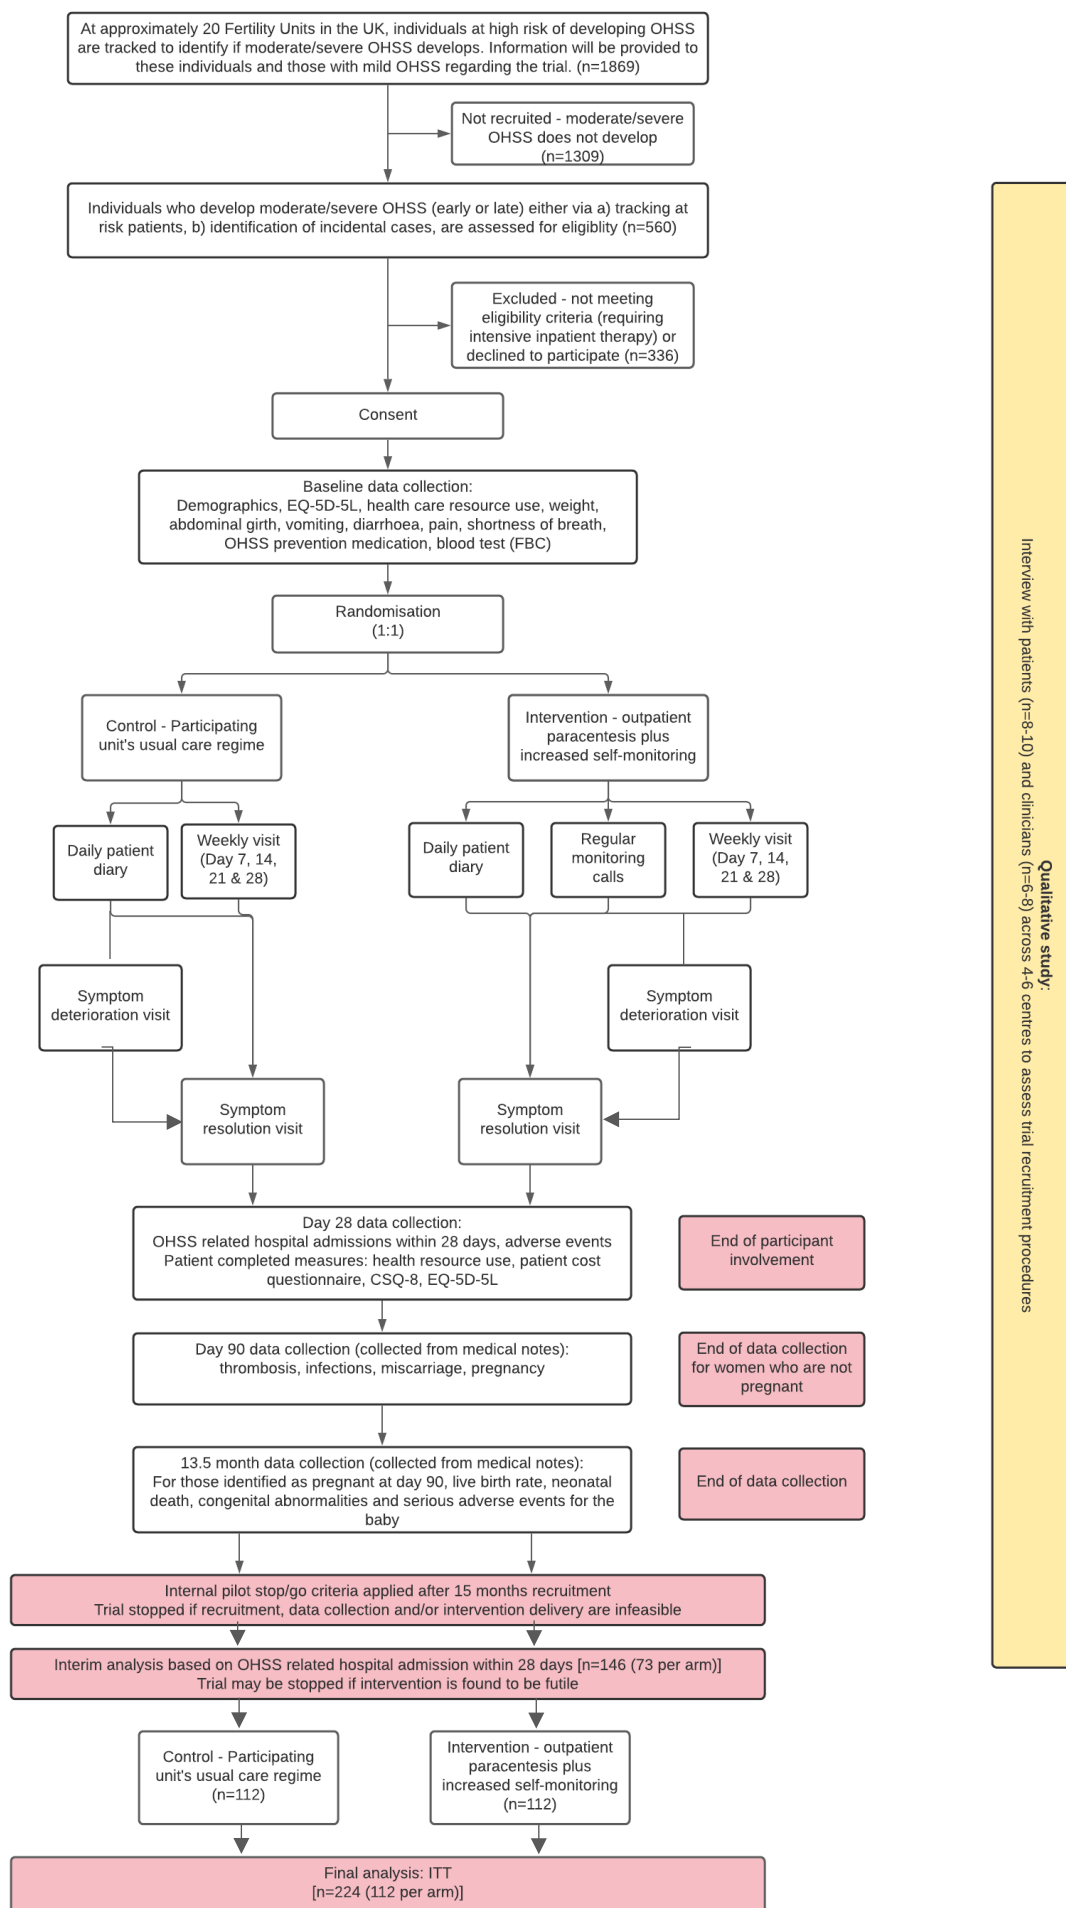 At approximately 20 Fertility Units in the UK, individuals at high risk of developing OHSS
are tracked to identify if moderate/severe OHSS develops. Information will be provided to
these individuals and those with mild OHSS regarding the trial. (n=1869)
Not recruited - moderate/severe
OHSS does not develop
(n=1309)
Individuals who develop moderate/severe OHSS (early or late) either via a) tracking at
risk patients, b) identification of incidental cases, are assessed for eligiblity (n=560)
Excluded - not meeting
eligibility criteria (requiring
intensive inpatient therapy) or
declined to participate (n=336)
Consent
Baseline data collection:
Demographics, EQ-5D-5L, health care resource use, weight,
abdominal girth, vomiting, diarrhoea, pain, shortness of breath,
OHSS prevention medication, blood test (FBC)
Randomisation
(1:1)
Control - Participating
unit's usual care regime
Intervention - outpatient
paracentesis plus
increased self-monitoring
Daily patient
diary
Weekly visit
(Day 7, 14,
21 & 28)
Daily patient
diary
Regular
monitoring
calls
Weekly visit
(Day 7, 14,
21 & 28)
Symptom
deterioration visit
Symptom
deterioration visit
Symptom
resolution visit
Symptom
resolution visit
Day 28 data collection:
OHSS related hospital admissions within 28 days, adverse events
Patient completed measures: health resource use, patient cost
questionnaire, CSQ-8, EQ-5D-5L
End of participant
involvement
Day 90 data collection (collected from medical notes):
thrombosis, infections, miscarriage, pregnancy
End of data collection
for women who are not
pregnant
13.5 month data collection (collected from medical notes):
For those identified as pregnant at day 90, live birth rate, neonatal
death, congenital abnormalities and serious adverse events for the
baby
End of data collection
Internal pilot stop/go criteria applied after 15 months recruitment
Trial stopped if recruitment, data collection and/or intervention delivery are infeasible
Interim analysis based on OHSS related hospital admission within 28 days [n=146 (73 per arm)]
Trial may be stopped if intervention is found to be futile
Control - Participating
unit's usual care regime
(n=112)
Intervention - outpatient
paracentesis plus
increased self-monitoring
(n=112)
Final analysis: ITT
[n=224 (112 per arm)]
Qualitative study:
Interview with patients (n=8-10) and clinicians (n=6-8) across 4-6 centres to assess trial recruitment procedures